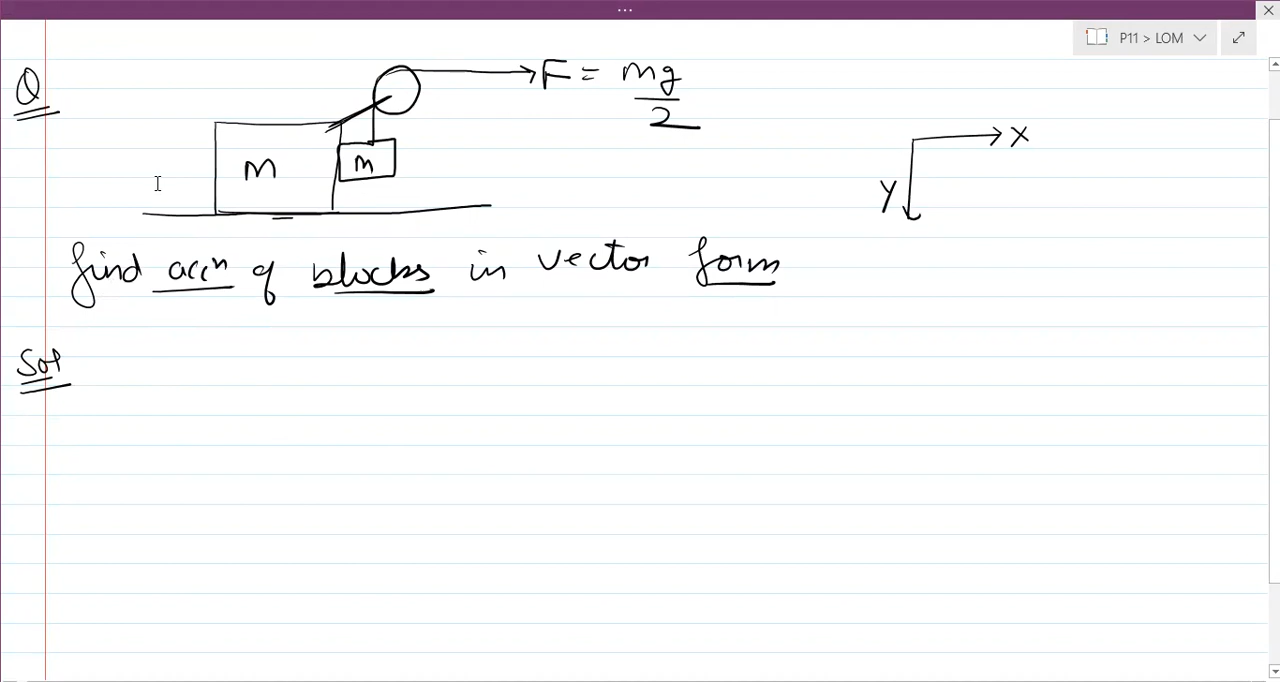 P11 > LOM
Q
F = mg/2
m
m
X
Y
find accn of blocks in vector form
Sol